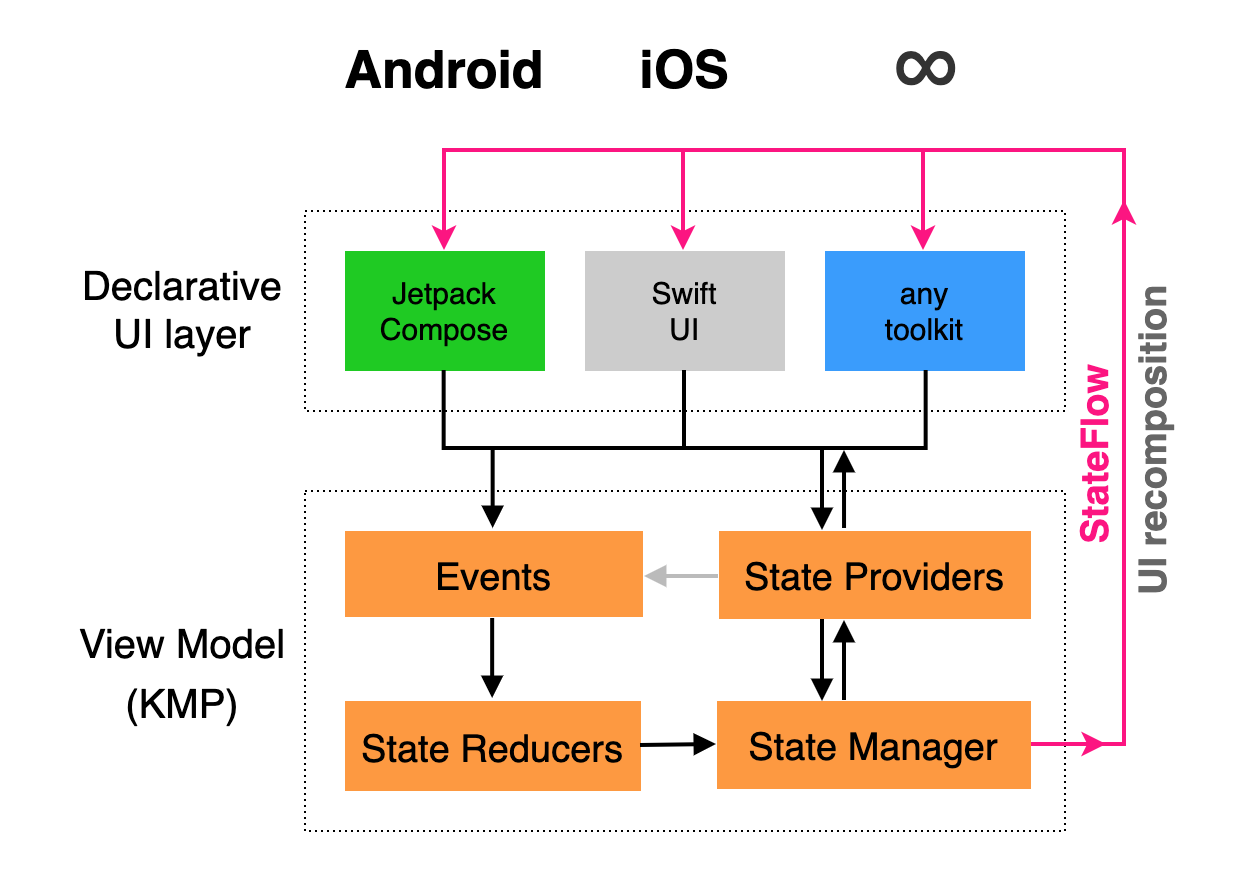 Android
iOS
∞
Declarative
UI layer
Jetpack
Compose
Swift
UI
any
toolkit
StateFlow
UI recomposition
View Model
(KMP)
Events
State Providers
State Reducers
State Manager